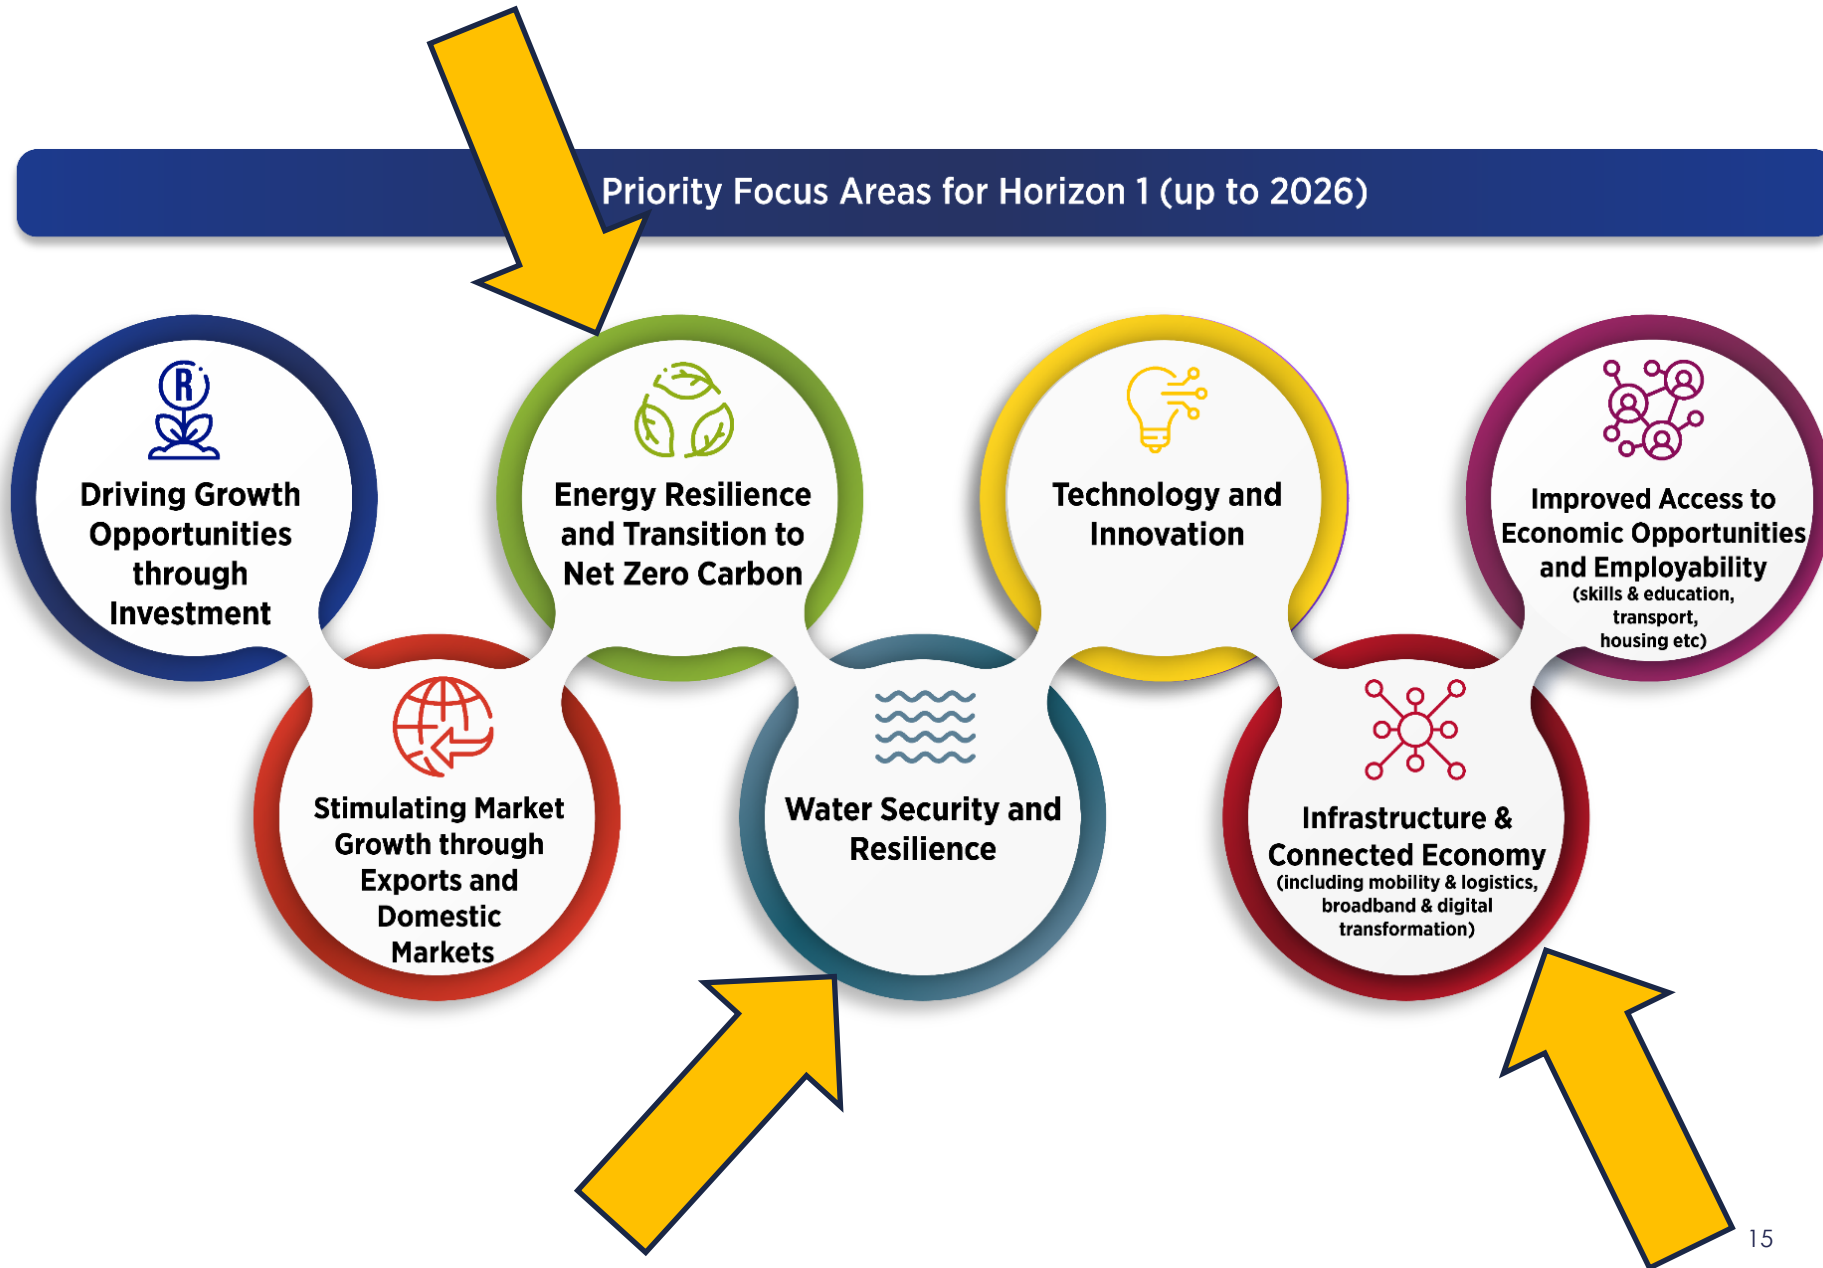 Priority Focus Areas for Horizon 1 (up to 2026)
R
Driving Growth
Opportunities
through
Investment
Stimulating Market
Growth through
Exports and
Domestic
Markets
Energy Resilience
and Transition to
Net Zero Carbon
Water Security and
Resilience
Technology and
Innovation
Infrastructure &
Connected Economy
(including mobility & logistics,
broadband & digital
transformation)
Improved Access to
Economic Opportunities
and Employability
(skills & education,
transport,
housing etc)
15